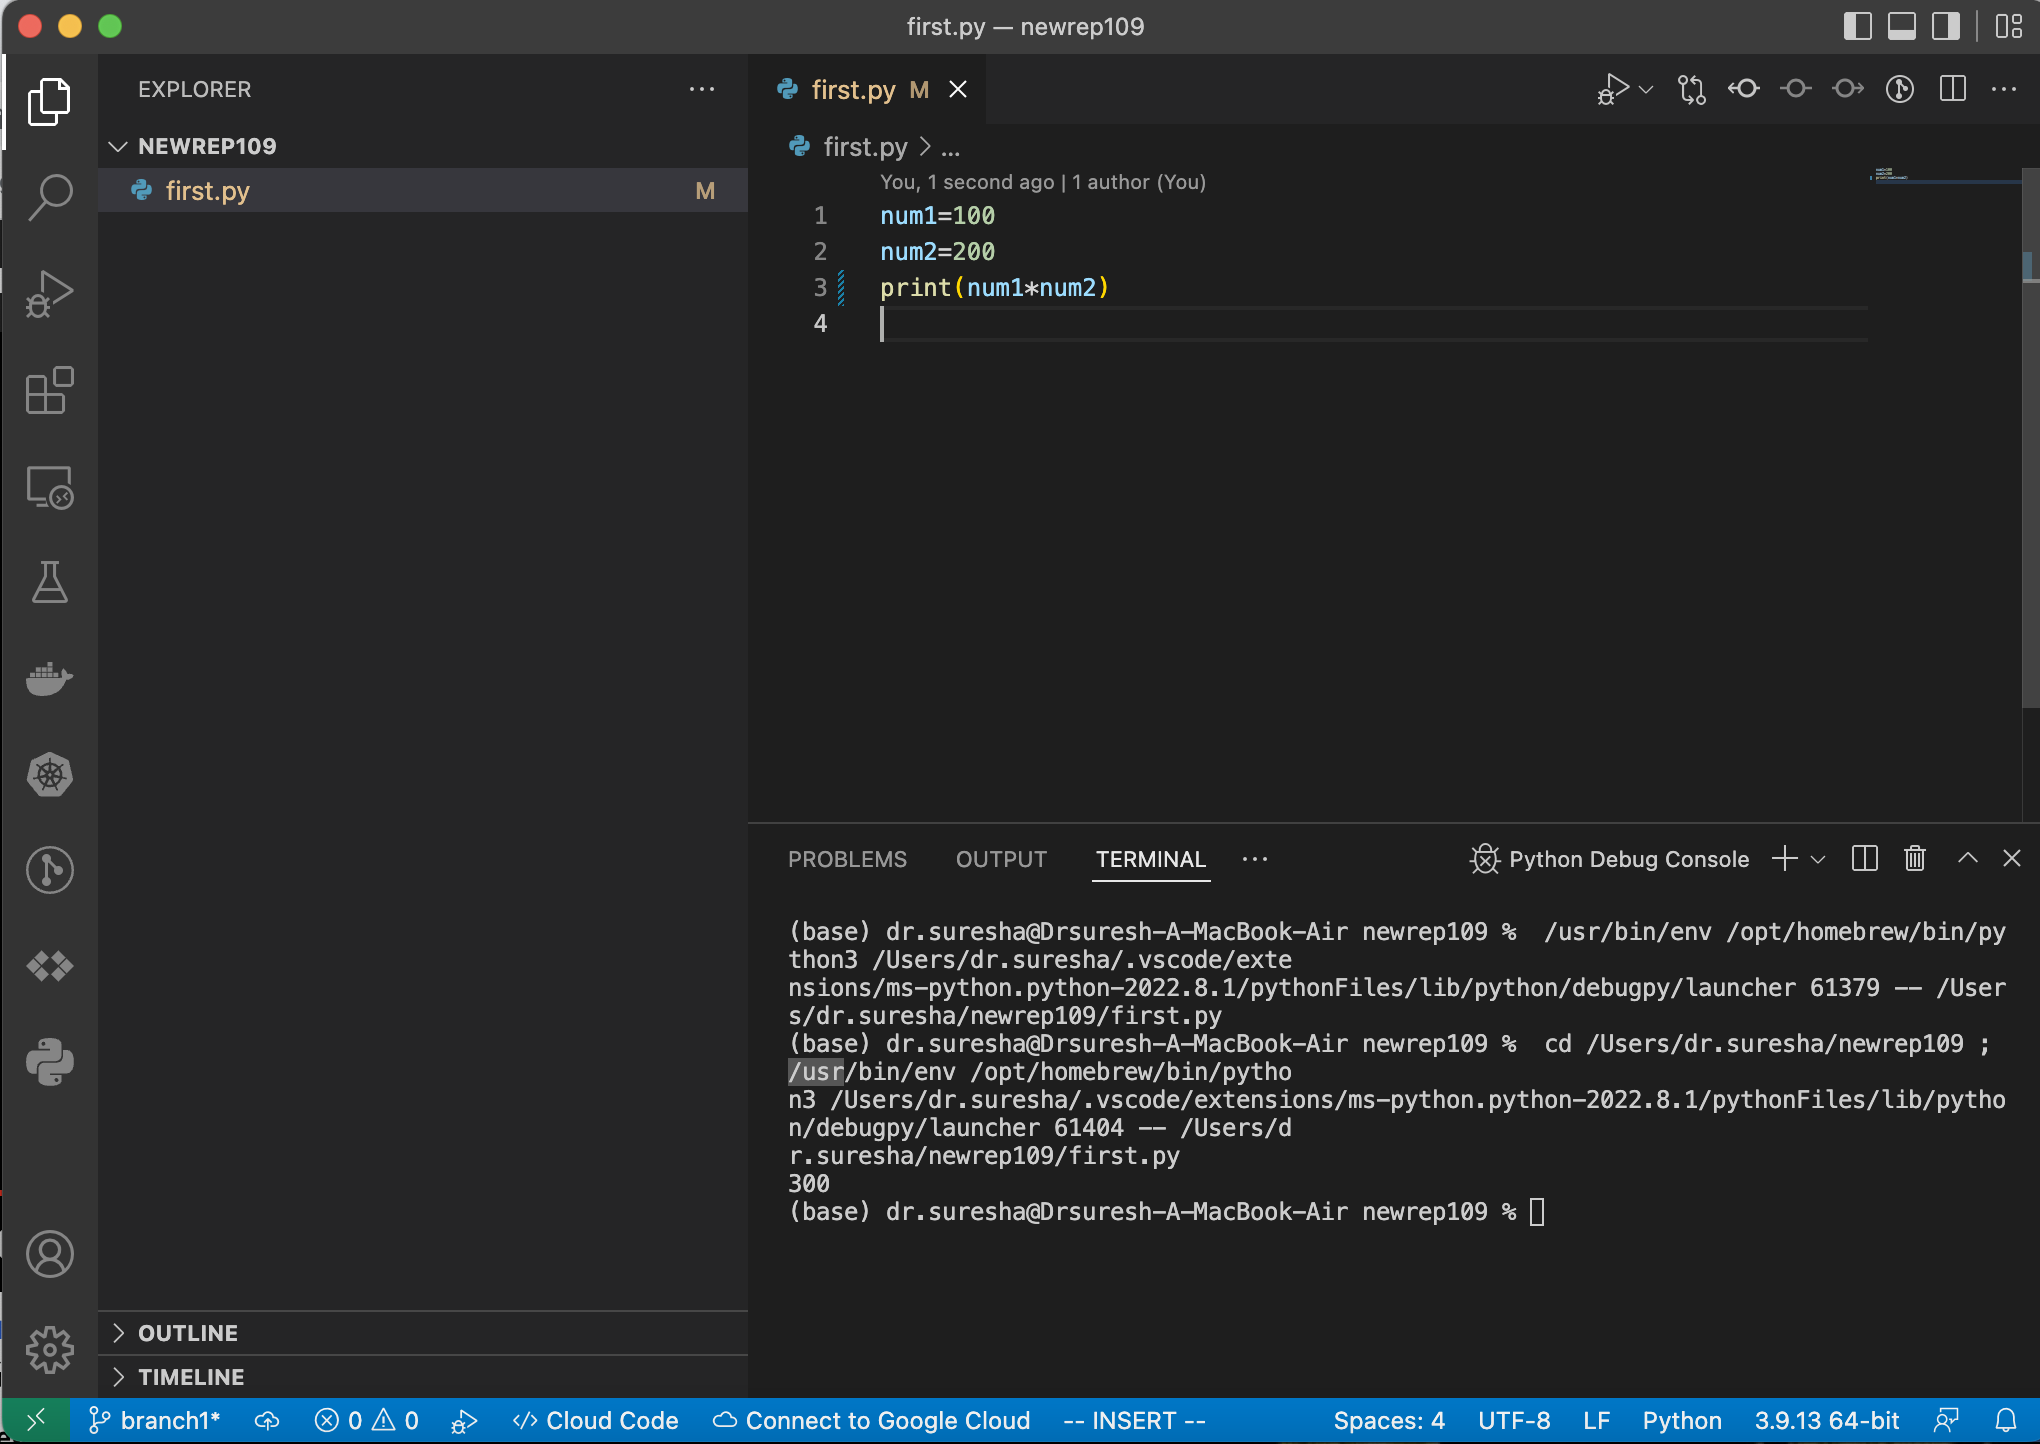 first.py — newrep109
EXPLORER
NEWREP109
first.py M
first.py M
first.py > ...
You, 1 second ago | 1 author (You)
1 num1=100
2 num2=200
3 print(num1*num2)
4
PROBLEMS OUTPUT TERMINAL ... Python Debug Console
(base) dr.suresha@Drsuresh-A-MacBook-Air newrep109 %  /usr/bin/env /opt/homebrew/bin/py
thon3 /Users/dr.suresha/.vscode/exte
nsions/ms-python.python-2022.8.1/pythonFiles/lib/python/debugpy/launcher 61379 -- /User
s/dr.suresha/newrep109/first.py
(base) dr.suresha@Drsuresh-A-MacBook-Air newrep109 %  cd /Users/dr.suresha/newrep109 ;
/usr/bin/env /opt/homebrew/bin/pytho
n3 /Users/dr.suresha/.vscode/extensions/ms-python.python-2022.8.1/pythonFiles/lib/pytho
n/debugpy/launcher 61404 -- /Users/d
r.suresha/newrep109/first.py
300
(base) dr.suresha@Drsuresh-A-MacBook-Air newrep109 %
OUTLINE
TIMELINE
branch1* 0 0 Cloud Code Connect to Google Cloud -- INSERT -- Spaces: 4 UTF-8 LF Python 3.9.13 64-bit